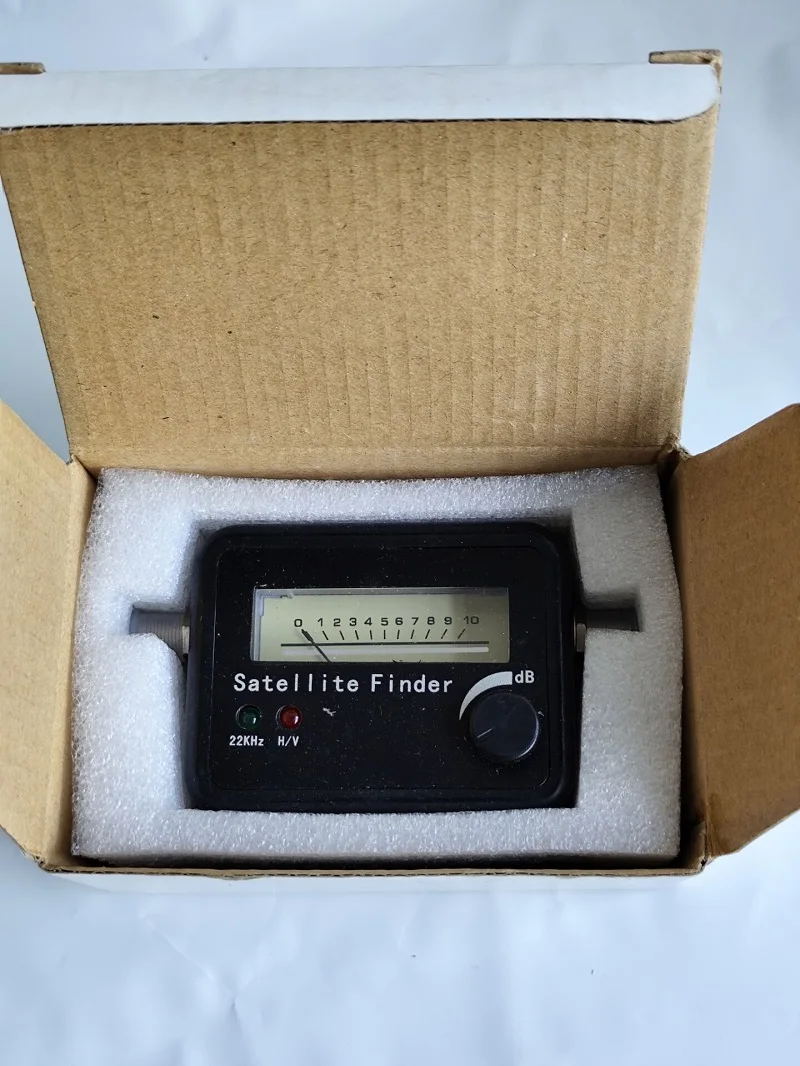 0 1 2 3 4 5 6 7 8 9 10
Satellite Finder
dB
22KHz H/V